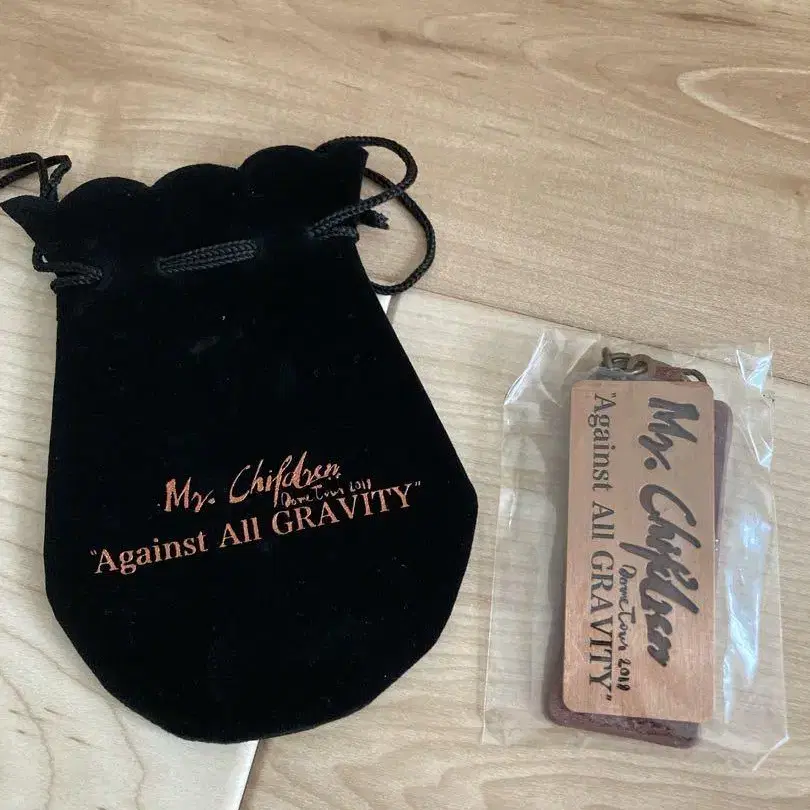 Mr. Children
Dome Tour 2019
"Against All GRAVITY"
Mr. Children
Dome Tour 2019
"Against All GRAVITY"